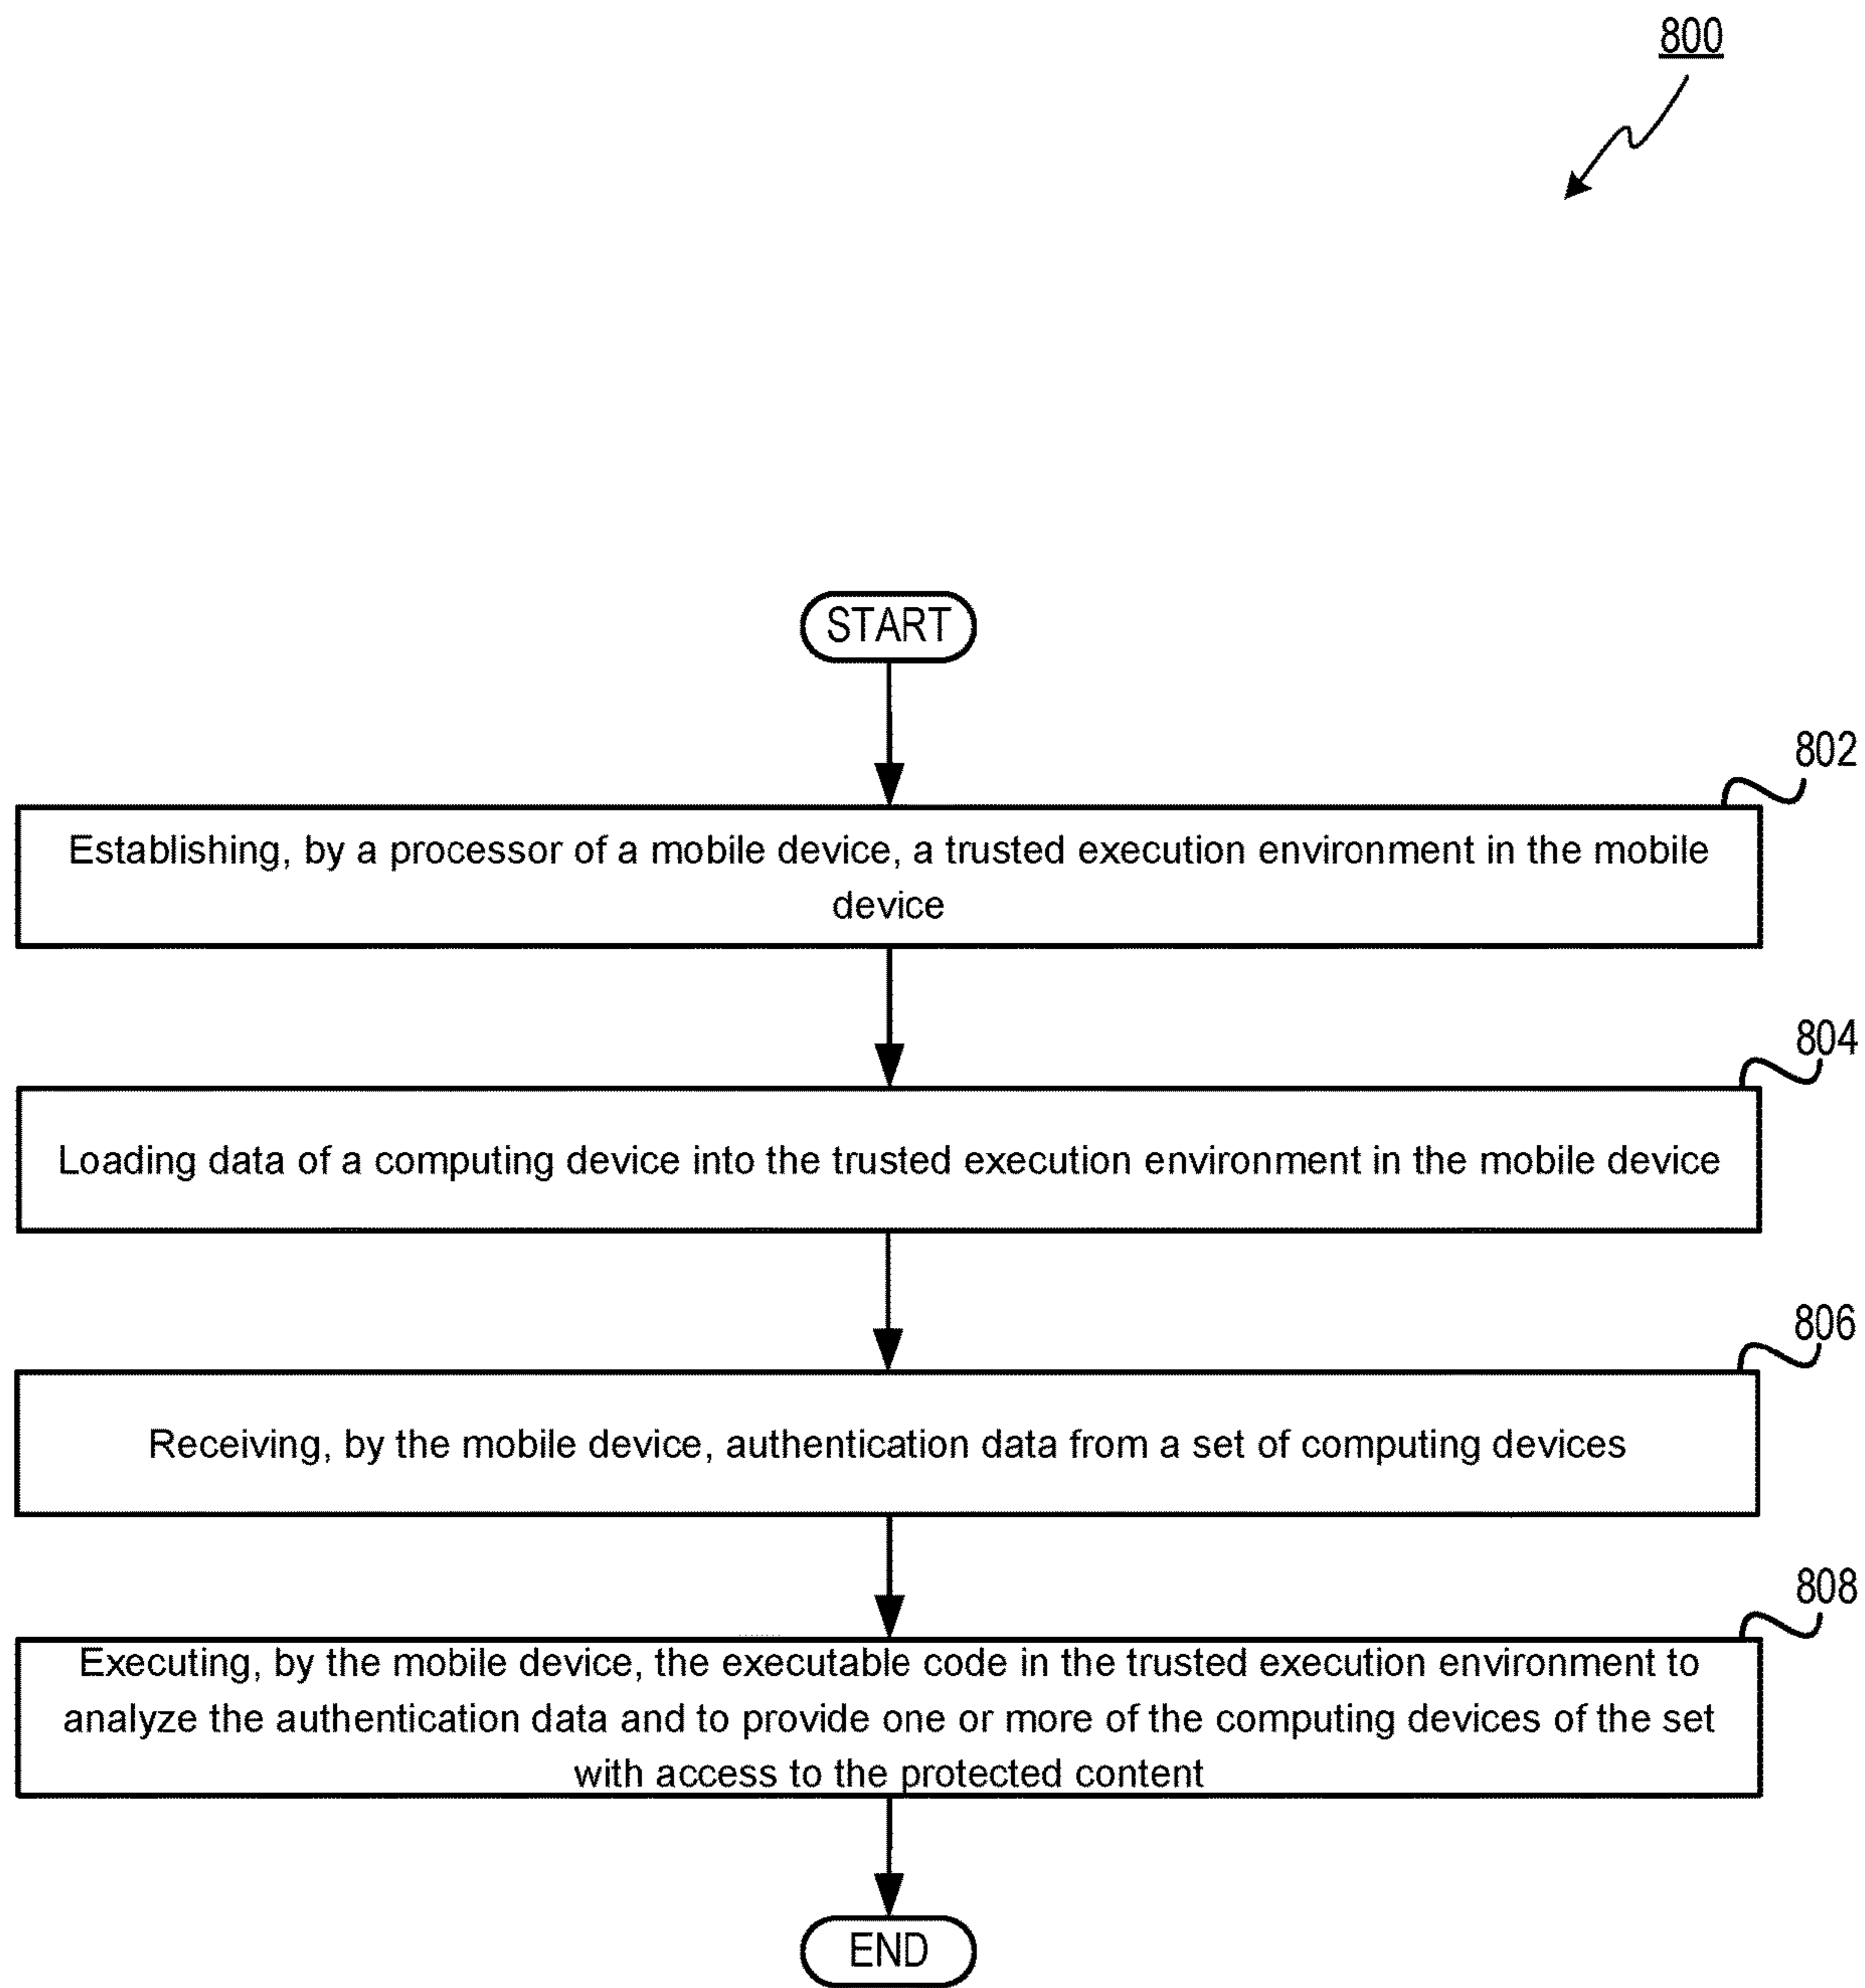 800
START
802
Establishing, by a processor of a mobile device, a trusted execution environment in the mobile
device
804
Loading data of a computing device into the trusted execution environment in the mobile device
806
Receiving, by the mobile device, authentication data from a set of computing devices
808
Executing, by the mobile device, the executable code in the trusted execution environment to
analyze the authentication data and to provide one or more of the computing devices of the set
with access to the protected content
END